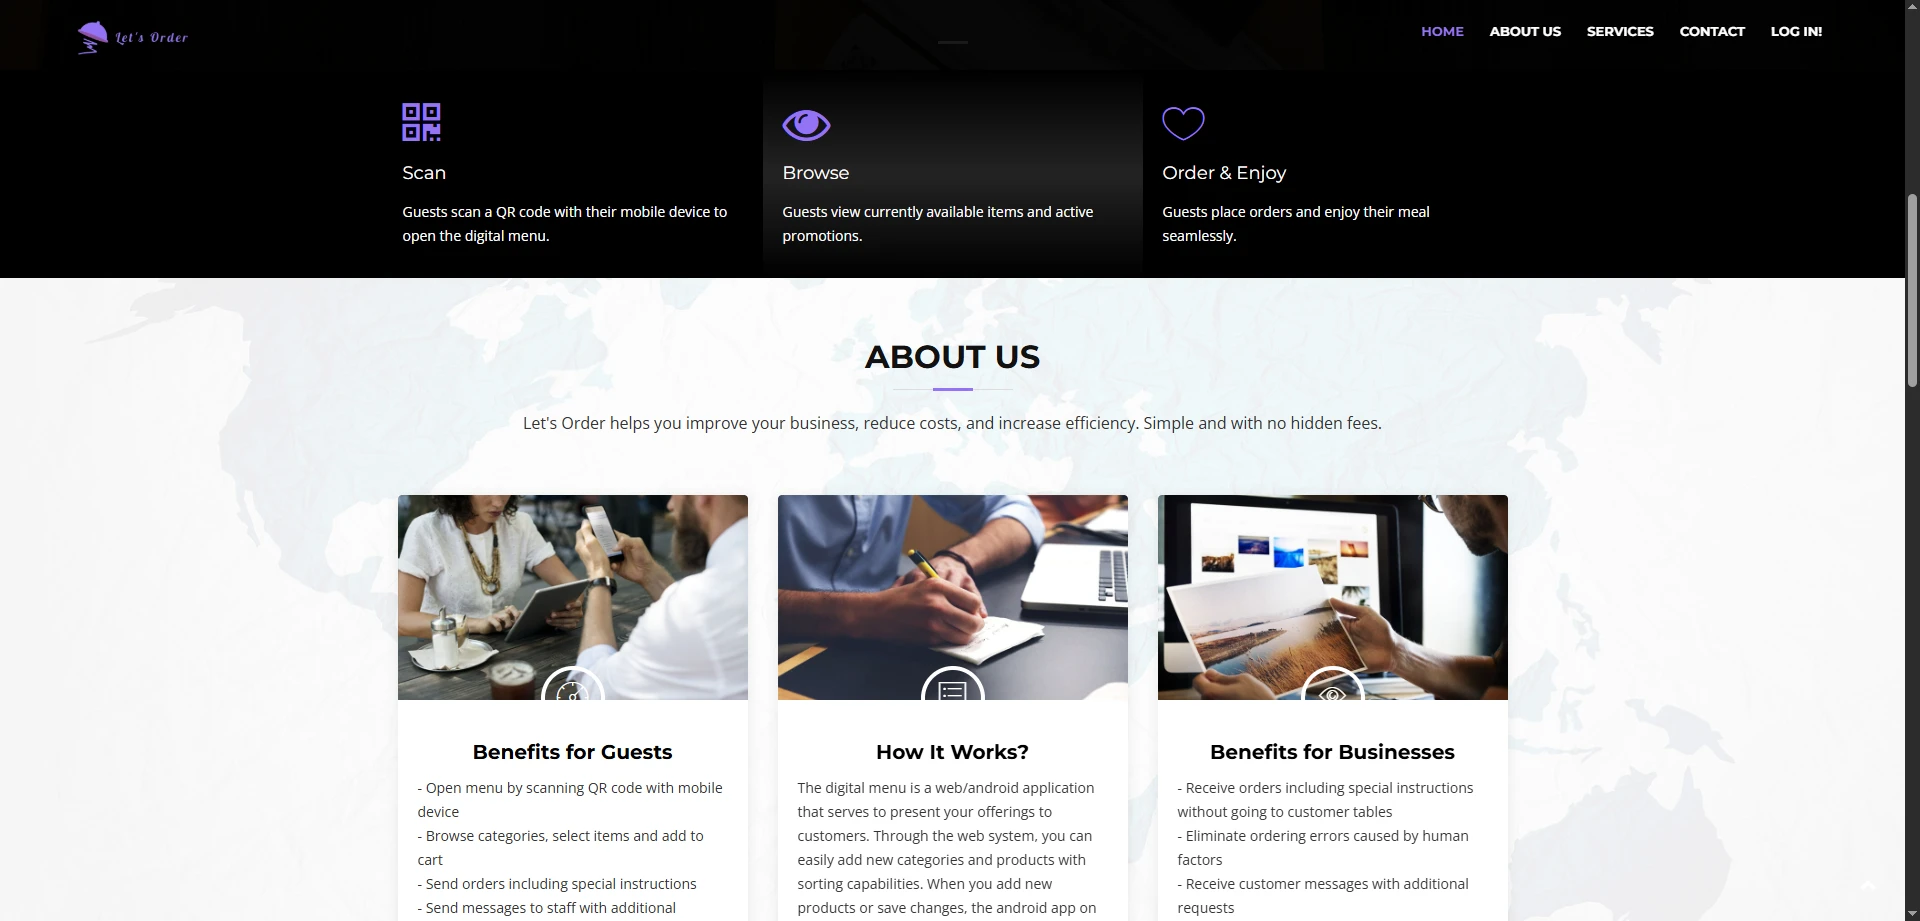 Let's Order
HOME
ABOUT US
SERVICES
CONTACT
LOG IN!
Scan
Guests scan a QR code with their mobile device to
open the digital menu.
Browse
Guests view currently available items and active
promotions.
Order & Enjoy
Guests place orders and enjoy their meal
seamlessly.
ABOUT US
Let's Order helps you improve your business, reduce costs, and increase efficiency. Simple and with no hidden fees.
Benefits for Guests
- Open menu by scanning QR code with mobile
device
- Browse categories, select items and add to
cart
- Send orders including special instructions
- Send messages to staff with additional
How It Works?
The digital menu is a web/android application
that serves to present your offerings to
customers. Through the web system, you can
easily add new categories and products with
sorting capabilities. When you add new
products or save changes, the android app on
Benefits for Businesses
- Receive orders including special instructions
without going to customer tables
- Eliminate ordering errors caused by human
factors
- Receive customer messages with additional
requests